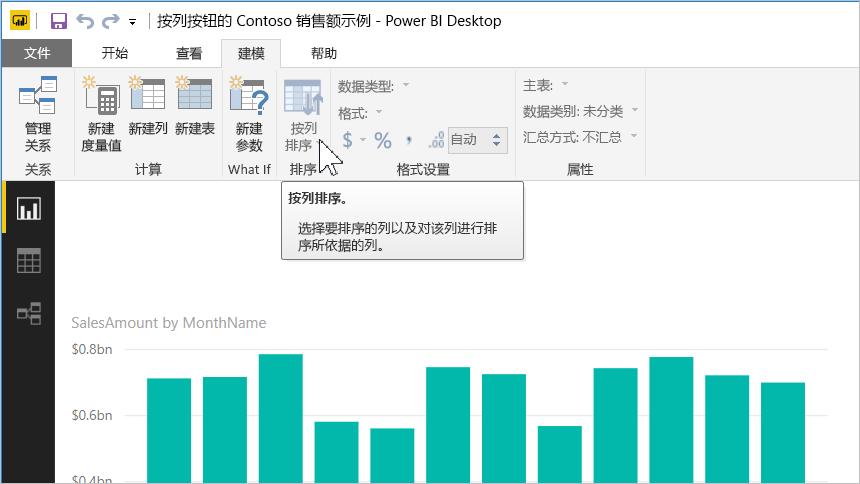 按列按钮的 Contoso 销售额示例 - Power BI Desktop
文件 开始 查看 建模 帮助
管理
关系
关系
新建
度量值
新建列
新建表
计算
新建
参数
What If
按列
排序
排序
数据类型:
格式:
$ % , .00 自动
格式设置
主表:
数据类别: 未分类
汇总方式: 不汇总
属性
按列排序。
选择要排序的列以及对该列进行排
序所依据的列。
SalesAmount by MonthName
$0.8bn
$0.6bn
$0.4bn